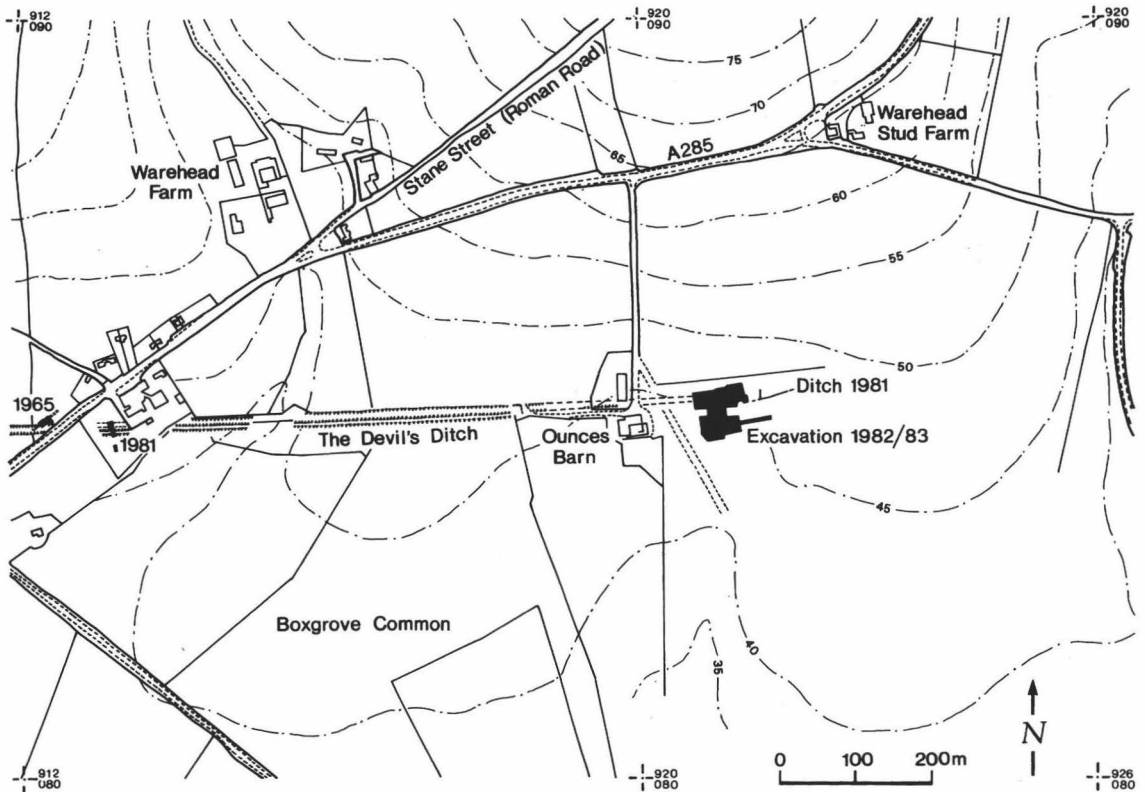 912
090
920
090
920
090
75
70
65
60
55
50
45
40
35
Stane Street (Roman Road)
A285
Warehead
Stud Farm
Warehead
Farm
1965
1981
The Devil's Ditch
Ounces
Barn
Ditch 1981
Excavation 1982/83
Boxgrove Common
N
0 100 200m
912
080
920
080
926
080